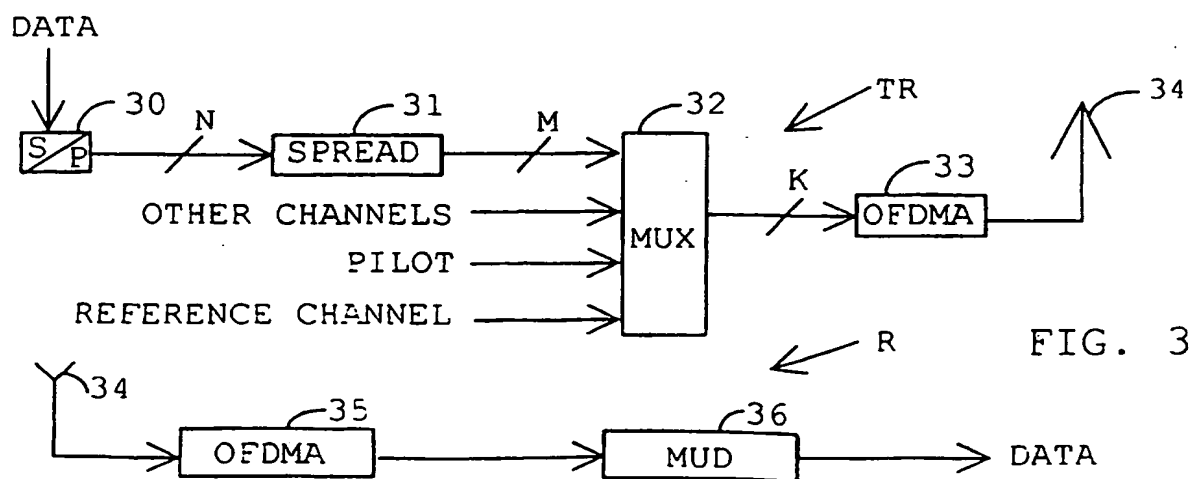 DATA
30
N
31
M
32
TR
34
S/P
SPREAD
K
33
OTHER CHANNELS
MUX
OFDMA
PILOT
REFERENCE CHANNEL
R
FIG. 3
34
35
36
OFDMA
MUD
DATA